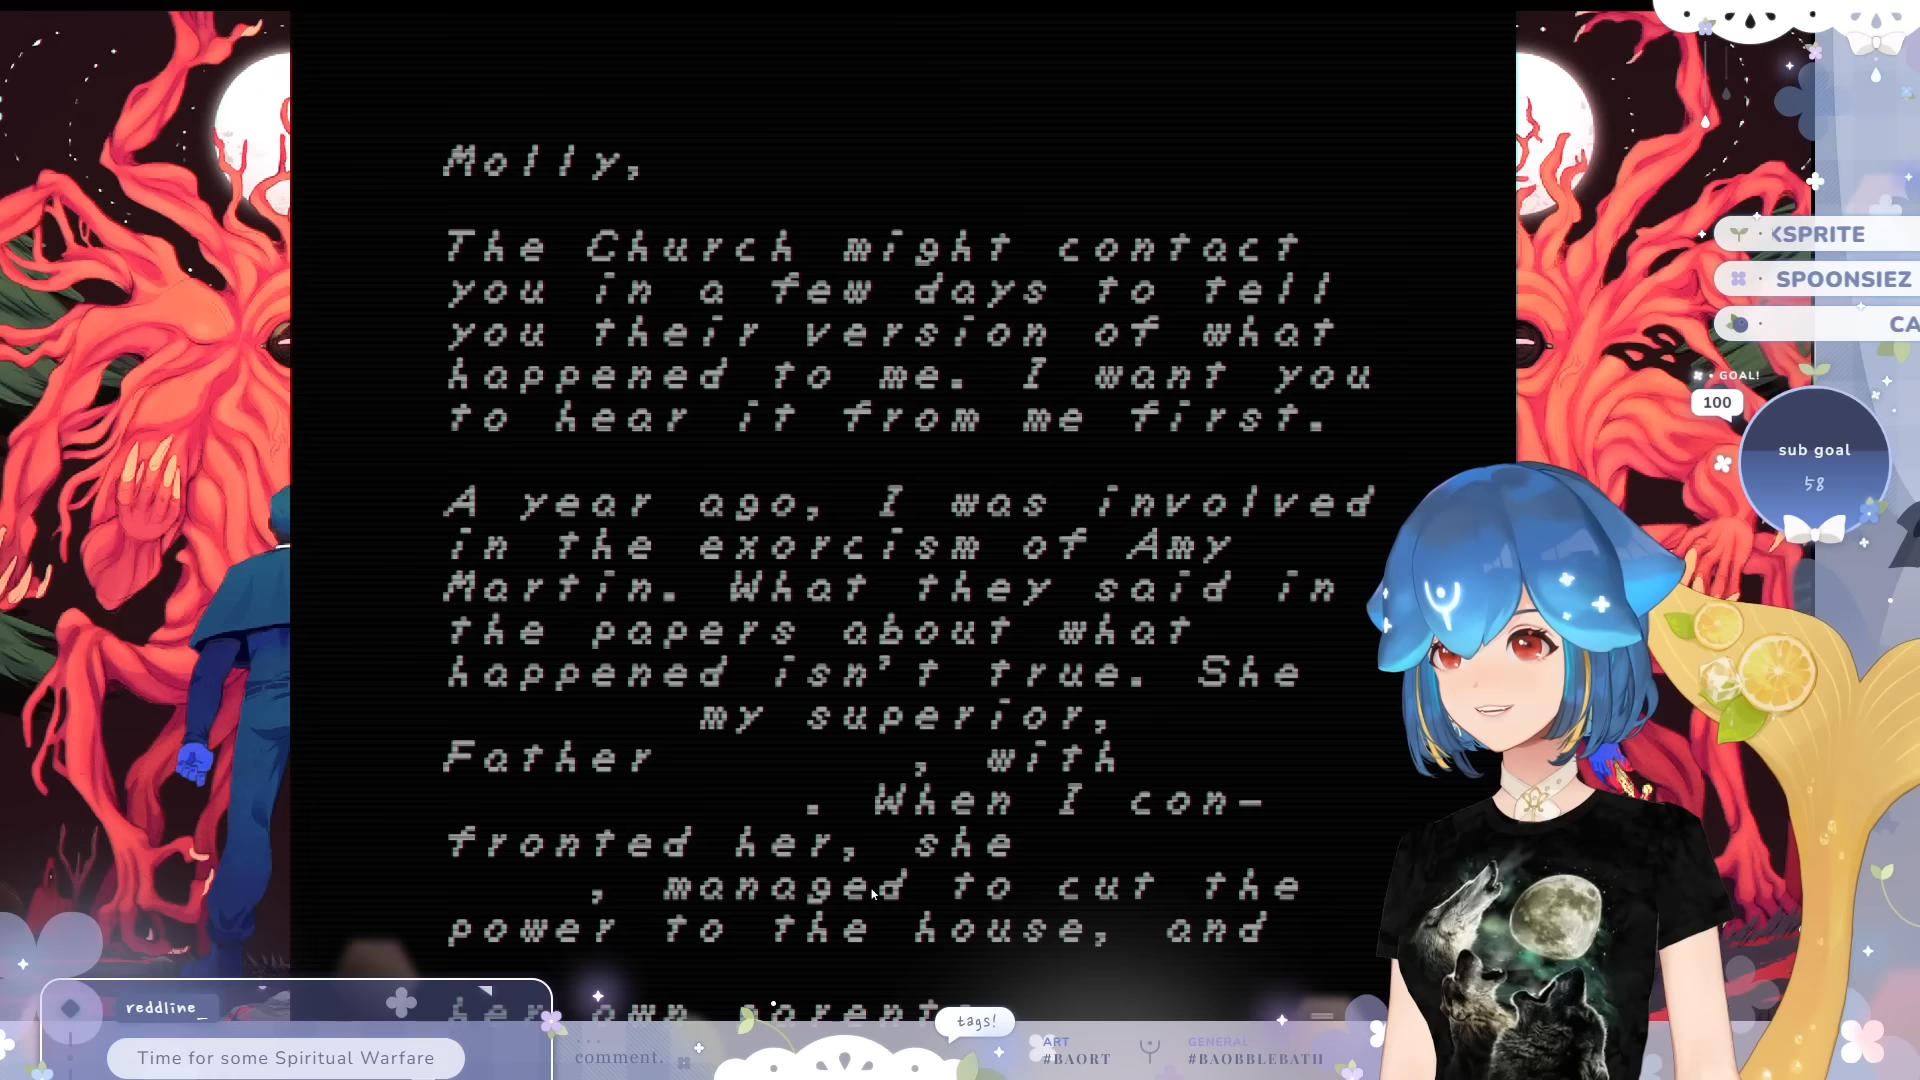 Molly,
The Church might contact
you in a few days to tell
you their version of what
happened to me. I want you
to hear it from me first.
A year ago, I was involved
in the exorcism of Amy
Martin. What they said in
the papers about what
happened isn't true. She
my superior,
Father , with
. When I con-
fronted her, she
, managed to cut the
power to the house, and
her own parents
KSPRITE
SPOONSIEZ
CA
GOAL!
100
sub goal
58
reddline_
Time for some Spiritual Warfare
comment.
tags!
ART
#BAORT
GENERAL
#BAOBBLEBATH